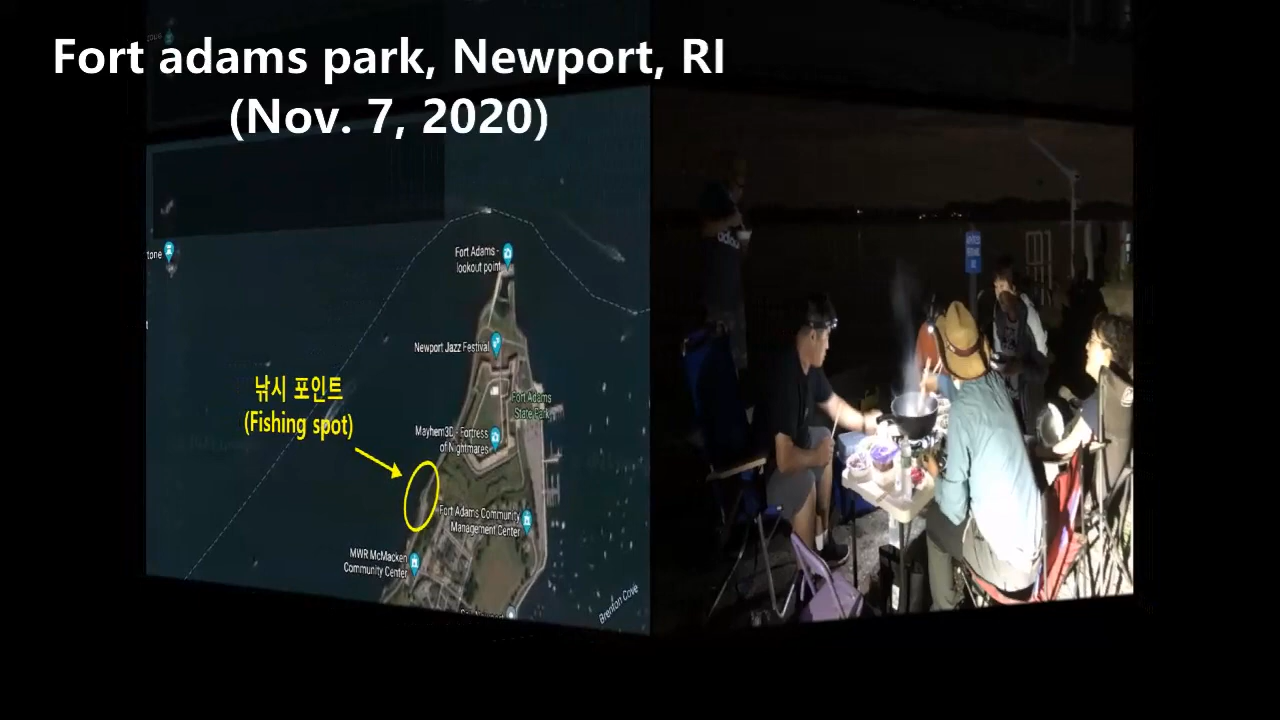 Fort adams park, Newport, RI
(Nov. 7, 2020)
tone
Fort Adams -
lookout point
Newport Jazz Festival
낚시 포인트
(Fishing spot)
Fort Adams
State Park
Mayhem3D - Fortress
of Nightmares
Fort Adams Community
Management Center
MWR McMacken
Community Center
Brenton Cove
adidas